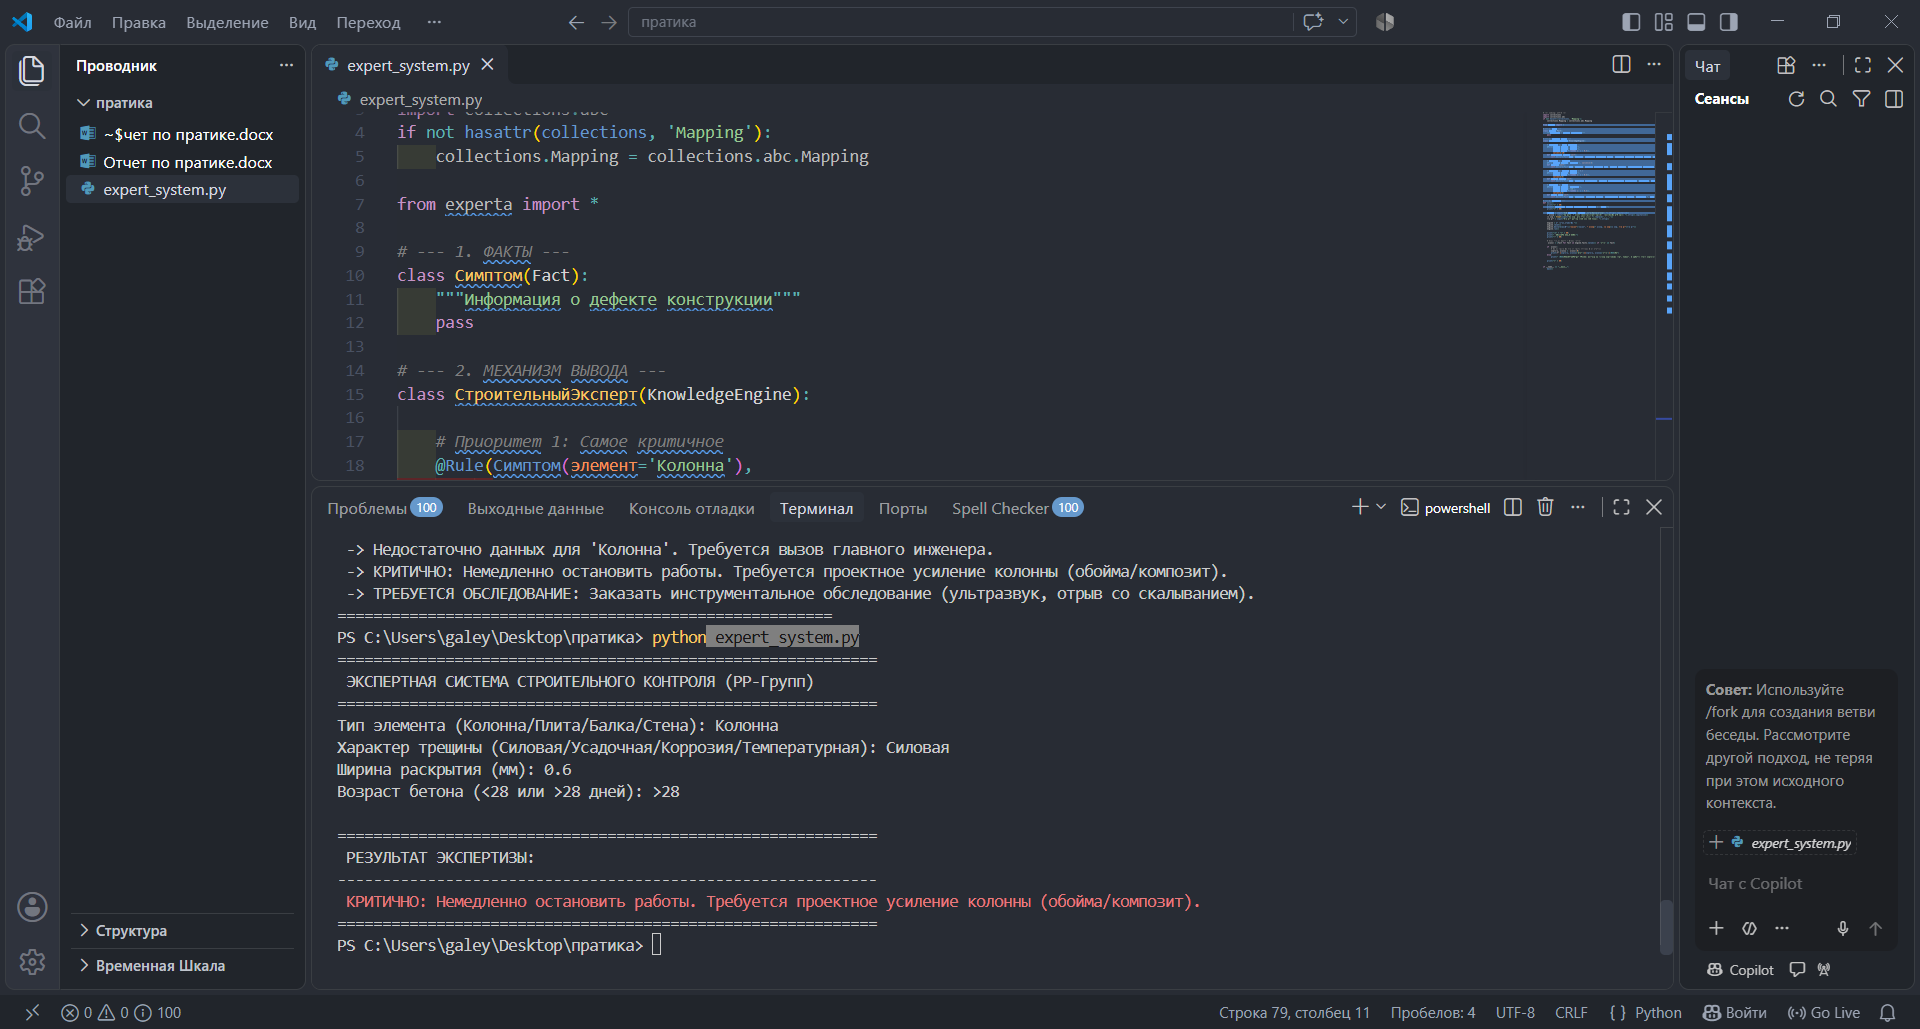 Файл Правка Выделение Вид Переход ···
пратика
Проводник ···
пратика
~$чет по пратике.docx
Отчет по пратике.docx
expert_system.py
Структура
Временная Шкала
expert_system.py
expert_system.py
3 import collections.abc
4 if not hasattr(collections, 'Mapping'):
5     collections.Mapping = collections.abc.Mapping
6
7 from experta import *
8
9 # --- 1. ФАКТЫ ---
10 class Симптом(Fact):
11     """Информация о дефекте конструкции"""
12     pass
13
14 # --- 2. МЕХАНИЗМ ВЫВОДА ---
15 class СтроительныйЭксперт(KnowledgeEngine):
16
17     # Приоритет 1: Самое критичное
18     @Rule(Симптом(элемент='Колонна'),
Проблемы 100 Выходные данные Консоль отладки Терминал Порты Spell Checker 100
powershell
-> Недостаточно данных для 'Колонна'. Требуется вызов главного инженера.
-> КРИТИЧНО: Немедленно остановить работы. Требуется проектное усиление колонны (обойма/композит).
-> ТРЕБУЕТСЯ ОБСЛЕДОВАНИЕ: Заказать инструментальное обследование (ультразвук, отрыв со скалыванием).
=======================================================
PS C:\Users\galey\Desktop\пратика> python expert_system.py
============================================================
ЭКСПЕРТНАЯ СИСТЕМА СТРОИТЕЛЬНОГО КОНТРОЛЯ (РР-Групп)
============================================================
Тип элемента (Колонна/Плита/Балка/Стена): Колонна
Характер трещины (Силовая/Усадочная/Коррозия/Температурная): Силовая
Ширина раскрытия (мм): 0.6
Возраст бетона (<28 или >28 дней): >28
============================================================
РЕЗУЛЬТАТ ЭКСПЕРТИЗЫ:
------------------------------------------------------------
КРИТИЧНО: Немедленно остановить работы. Требуется проектное усиление колонны (обойма/композит).
============================================================
PS C:\Users\galey\Desktop\пратика>
Чат
Сеансы
Совет: Используйте
/fork для создания ветви
беседы. Рассмотрите
другой подход, не теряя
при этом исходного
контекста.
expert_system.py
Чат с Copilot
Copilot
0 0 100
Строка 79, столбец 11 Пробелов: 4 UTF-8 CRLF { } Python Войти Go Live